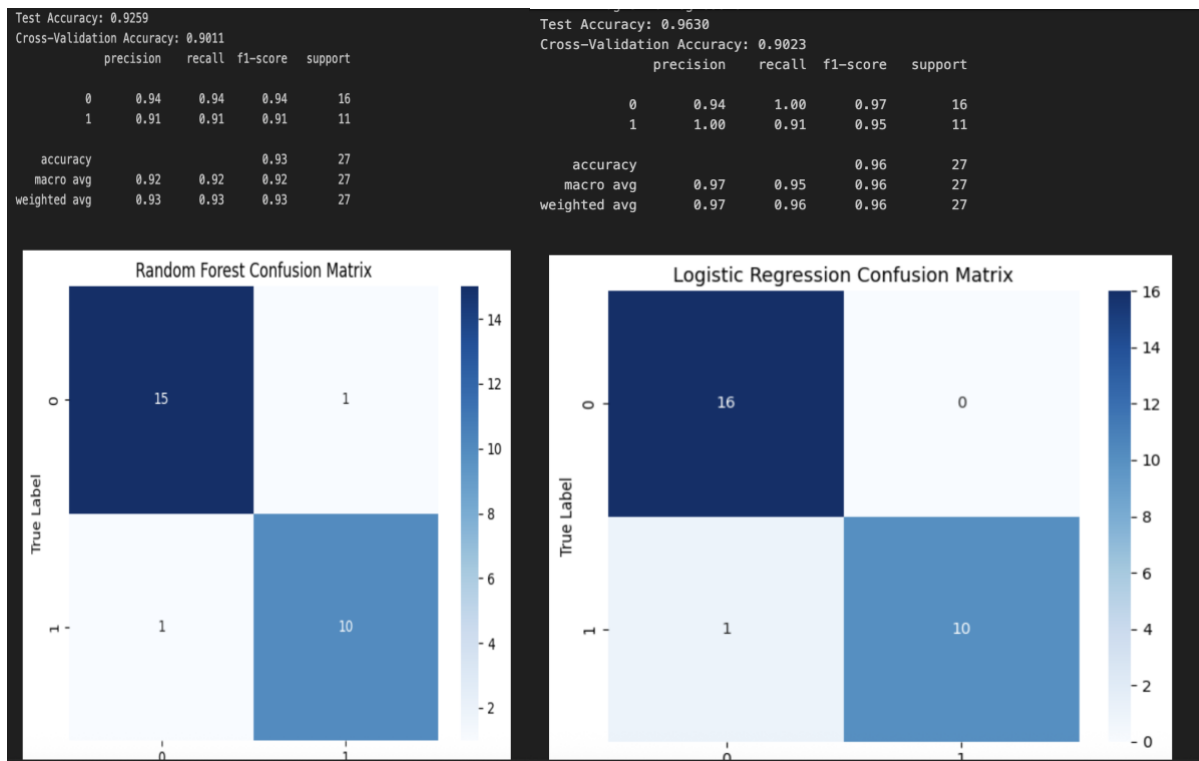 Test Accuracy: 0.9259
Cross-Validation Accuracy: 0.9011
precision recall f1-score support
0 0.94 0.94 0.94 16
1 0.91 0.91 0.91 11
accuracy 0.93 27
macro avg 0.92 0.92 0.92 27
weighted avg 0.93 0.93 0.93 27
Random Forest Confusion Matrix
15 1
1 10
0
1
True Label
0 1
14
12
10
8
6
4
2
Test Accuracy: 0.9630
Cross-Validation Accuracy: 0.9023
precision recall f1-score support
0 0.94 1.00 0.97 16
1 1.00 0.91 0.95 11
accuracy 0.96 27
macro avg 0.97 0.95 0.96 27
weighted avg 0.97 0.96 0.96 27
Logistic Regression Confusion Matrix
16 0
1 10
0
1
True Label
0 1
16
14
12
10
8
6
4
2
0